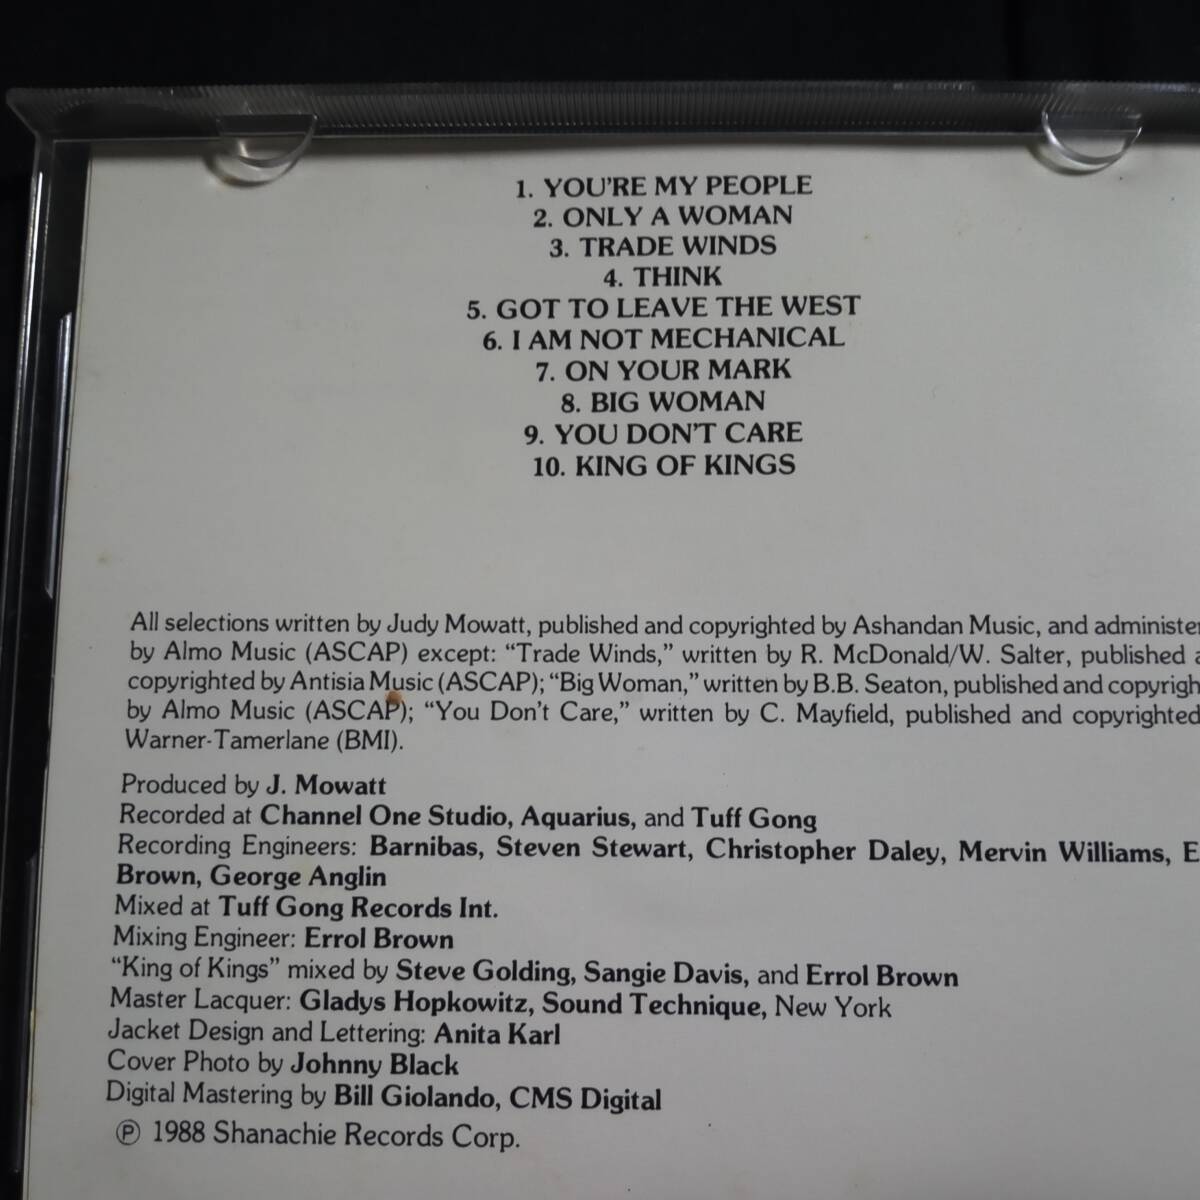 1. YOU'RE MY PEOPLE
2. ONLY A WOMAN
3. TRADE WINDS
4. THINK
5. GOT TO LEAVE THE WEST
6. I AM NOT MECHANICAL
7. ON YOUR MARK
8. BIG WOMAN
9. YOU DON'T CARE
10. KING OF KINGS
All selections written by Judy Mowatt, published and copyrighted by Ashandan Music, and
by Almo Music (ASCAP) except: “Trade Winds,” written by R. McDonald/W. Salter, published
copyrighted by Antisia Music (ASCAP); “Big Woman,” written by B.B. Seaton, published and
by Almo Music (ASCAP); “You Don't Care,” written by C. Mayfield, published and copyrighted
Warner-Tamerlane (BMI).
Produced by J. Mowatt
Recorded at Channel One Studio, Aquarius, and Tuff Gong
Recording Engineers: Barnibas, Steven Stewart, Christopher Daley, Mervin Williams,
Brown, George Anglin
Mixed at Tuff Gong Records Int.
Mixing Engineer: Errol Brown
“King of Kings” mixed by Steve Golding, Sangie Davis, and Errol Brown
Master Lacquer: Gladys Hopkowitz, Sound Technique, New York
Jacket Design and Lettering: Anita Karl
Cover Photo by Johnny Black
Digital Mastering by Bill Giolando, CMS Digital
℗ 1988 Shanachie Records Corp.